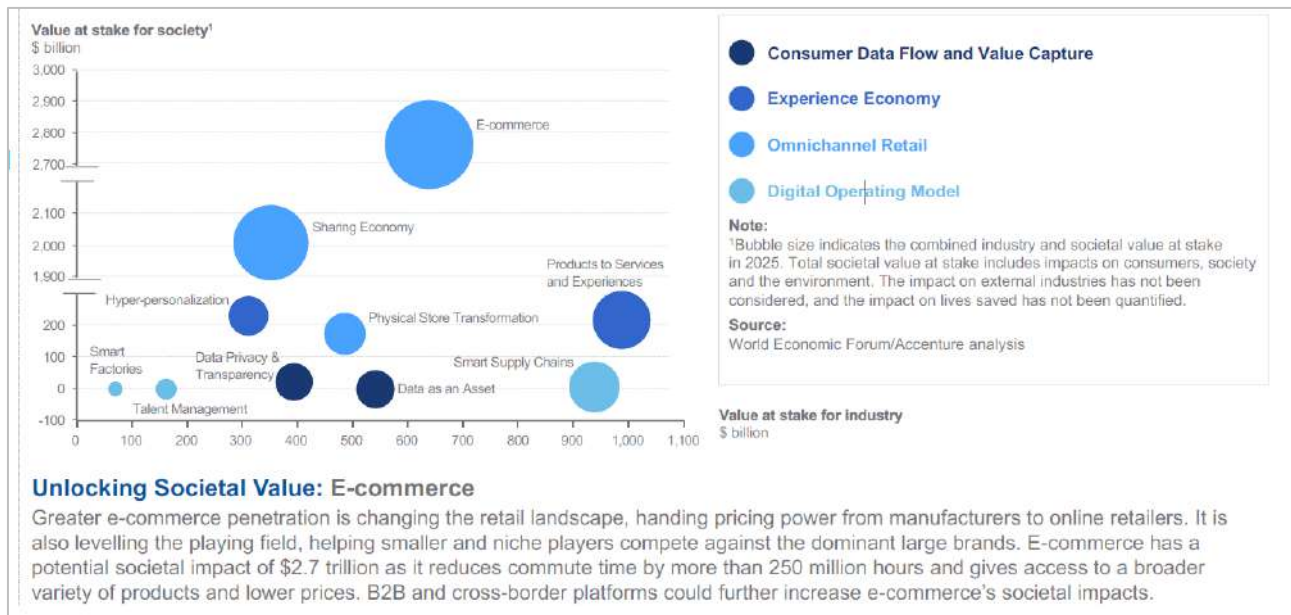 Value at stake for society¹
$ billion
3,000
2,900
2,800
2,700
2,100
2,000
1,900
200
100
0
-100
0 100 200 300 400 500 600 700 800 900 1,000 1,100
E-commerce
Sharing Economy
Products to Services
and Experiences
Hyper-personalization
Physical Store Transformation
Smart
Factories
Data Privacy &
Transparency
Smart Supply Chains
Data as an Asset
Talent Management
Consumer Data Flow and Value Capture
Experience Economy
Omnichannel Retail
Digital Operating Model
Note:
¹Bubble size indicates the combined industry and societal value at stake
in 2025. Total societal value at stake includes impacts on consumers, society
and the environment. The impact on external industries has not been
considered, and the impact on lives saved has not been quantified.
Source:
World Economic Forum/Accenture analysis
Value at stake for industry
$ billion
Unlocking Societal Value: E-commerce
Greater e-commerce penetration is changing the retail landscape, handing pricing power from manufacturers to online retailers. It is
also levelling the playing field, helping smaller and niche players compete against the dominant large brands. E-commerce has a
potential societal impact of $2.7 trillion as it reduces commute time by more than 250 million hours and gives access to a broader
variety of products and lower prices. B2B and cross-border platforms could further increase e-commerce's societal impacts.